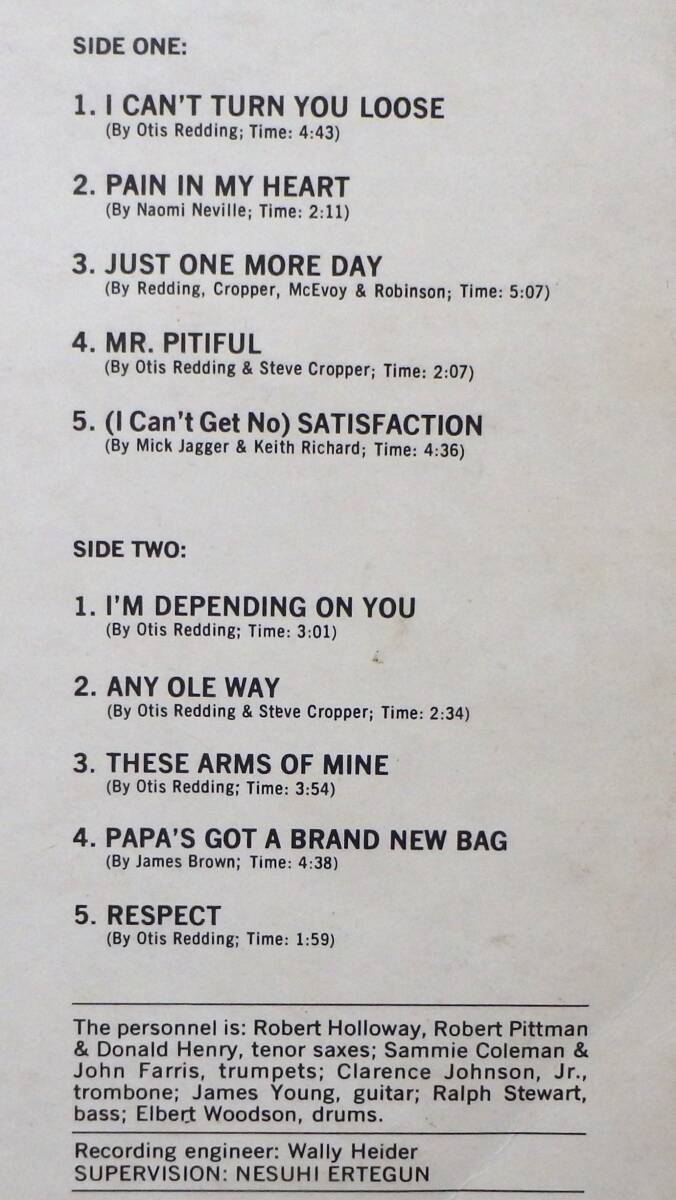 SIDE ONE:
1. I CAN'T TURN YOU LOOSE
(By Otis Redding; Time: 4:43)
2. PAIN IN MY HEART
(By Naomi Neville; Time: 2:11)
3. JUST ONE MORE DAY
(By Redding, Cropper, McEvoy & Robinson; Time: 5:07)
4. MR. PITIFUL
(By Otis Redding & Steve Cropper; Time: 2:07)
5. (I Can't Get No) SATISFACTION
(By Mick Jagger & Keith Richard; Time: 4:36)
SIDE TWO:
1. I'M DEPENDING ON YOU
(By Otis Redding; Time: 3:01)
2. ANY OLE WAY
(By Otis Redding & Steve Cropper; Time: 2:34)
3. THESE ARMS OF MINE
(By Otis Redding; Time: 3:54)
4. PAPA'S GOT A BRAND NEW BAG
(By James Brown; Time: 4:38)
5. RESPECT
(By Otis Redding; Time: 1:59)
The personnel is: Robert Holloway, Robert Pittman
& Donald Henry, tenor saxes; Sammie Coleman &
John Farris, trumpets; Clarence Johnson, Jr.,
trombone; James Young, guitar; Ralph Stewart,
bass; Elbert Woodson, drums.
Recording engineer: Wally Heider
SUPERVISION: NESUHI ERTEGUN